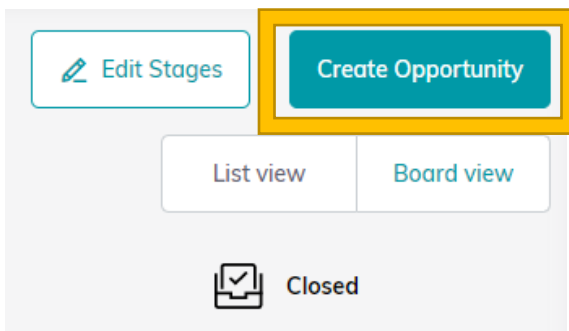 Edit Stages
Create Opportunity
List view
Board view
Closed